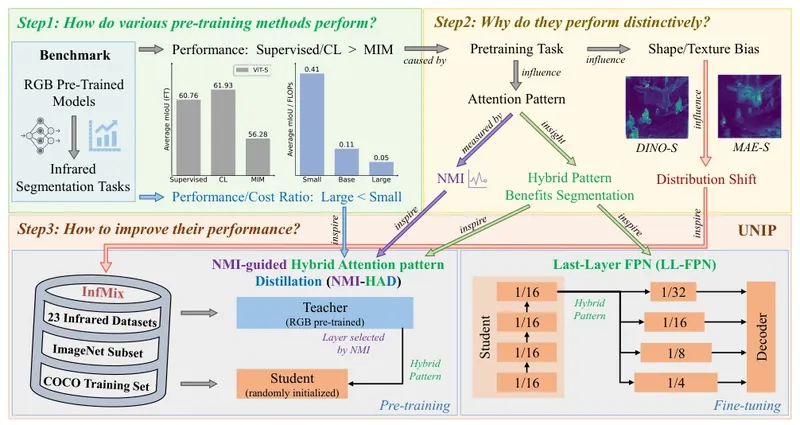 Step1: How do various pre-training methods perform?
Benchmark
RGB Pre-Trained
Models
Infrared
Segmentation Tasks
Performance: Supervised/CL > MIM
Average mIoU (FT)
ViT-S
60.76
61.93
56.28
Supervised
CL
MIM
Average mIoU / FLOPs
0.41
0.11
0.05
Small
Base
Large
Performance/Cost Ratio: Large < Small
caused by
Step2: Why do they perform distinctively?
Pretraining Task
influence
Shape/Texture Bias
influence
Attention Pattern
measured by
insight
influence
DINO-S
MAE-S
NMI
Hybrid Pattern
Benefits Segmentation
Distribution Shift
inspire
inspire
inspire
inspire
inspire
Step3: How to improve their performance?
UNIP
InfMix
23 Infrared Datasets
ImageNet Subset
COCO Training Set
NMI-guided Hybrid Attention pattern
Distillation (NMI-HAD)
Teacher
(RGB pre-trained)
Layer selected
by NMI
Hybrid
Pattern
Student
(randomly initialized)
Pre-training
Last-Layer FPN (LL-FPN)
Student
1/16
1/16
1/16
1/16
Hybrid
Pattern
1/32
1/16
1/8
1/4
Decoder
Fine-tuning